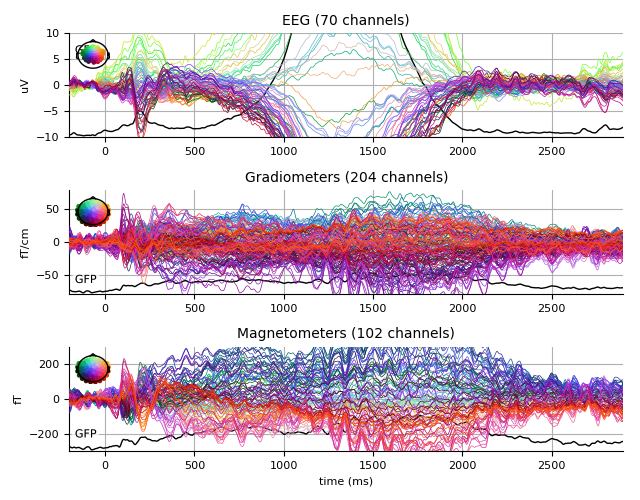 EEG (70 channels)
10
5
0
−5
−10
uV
0 500 1000 1500 2000 2500
Gradiometers (204 channels)
50
0
−50
fT/cm
GFP
0 500 1000 1500 2000 2500
Magnetometers (102 channels)
200
0
−200
fT
GFP
0 500 1000 1500 2000 2500
time (ms)